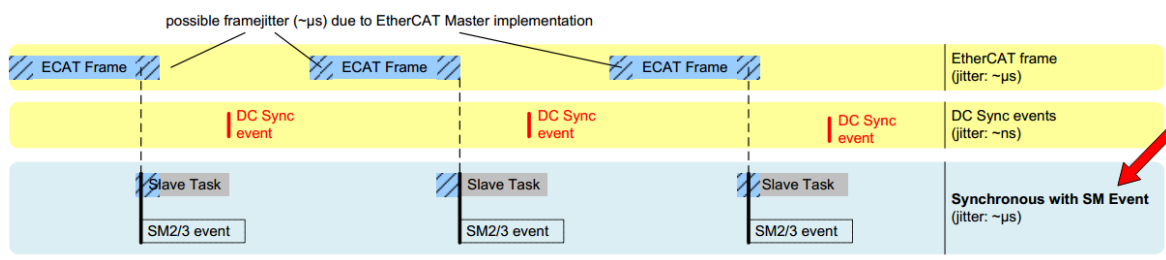 possible framejitter (~µs) due to EtherCAT Master implementation
ECAT Frame
ECAT Frame
ECAT Frame
EtherCAT frame
(jitter: ~µs)
DC Sync
event
DC Sync
event
DC Sync
event
DC Sync events
(jitter: ~ns)
Slave Task
Slave Task
Slave Task
Synchronous with SM Event
(jitter: ~µs)
SM2/3 event
SM2/3 event
SM2/3 event